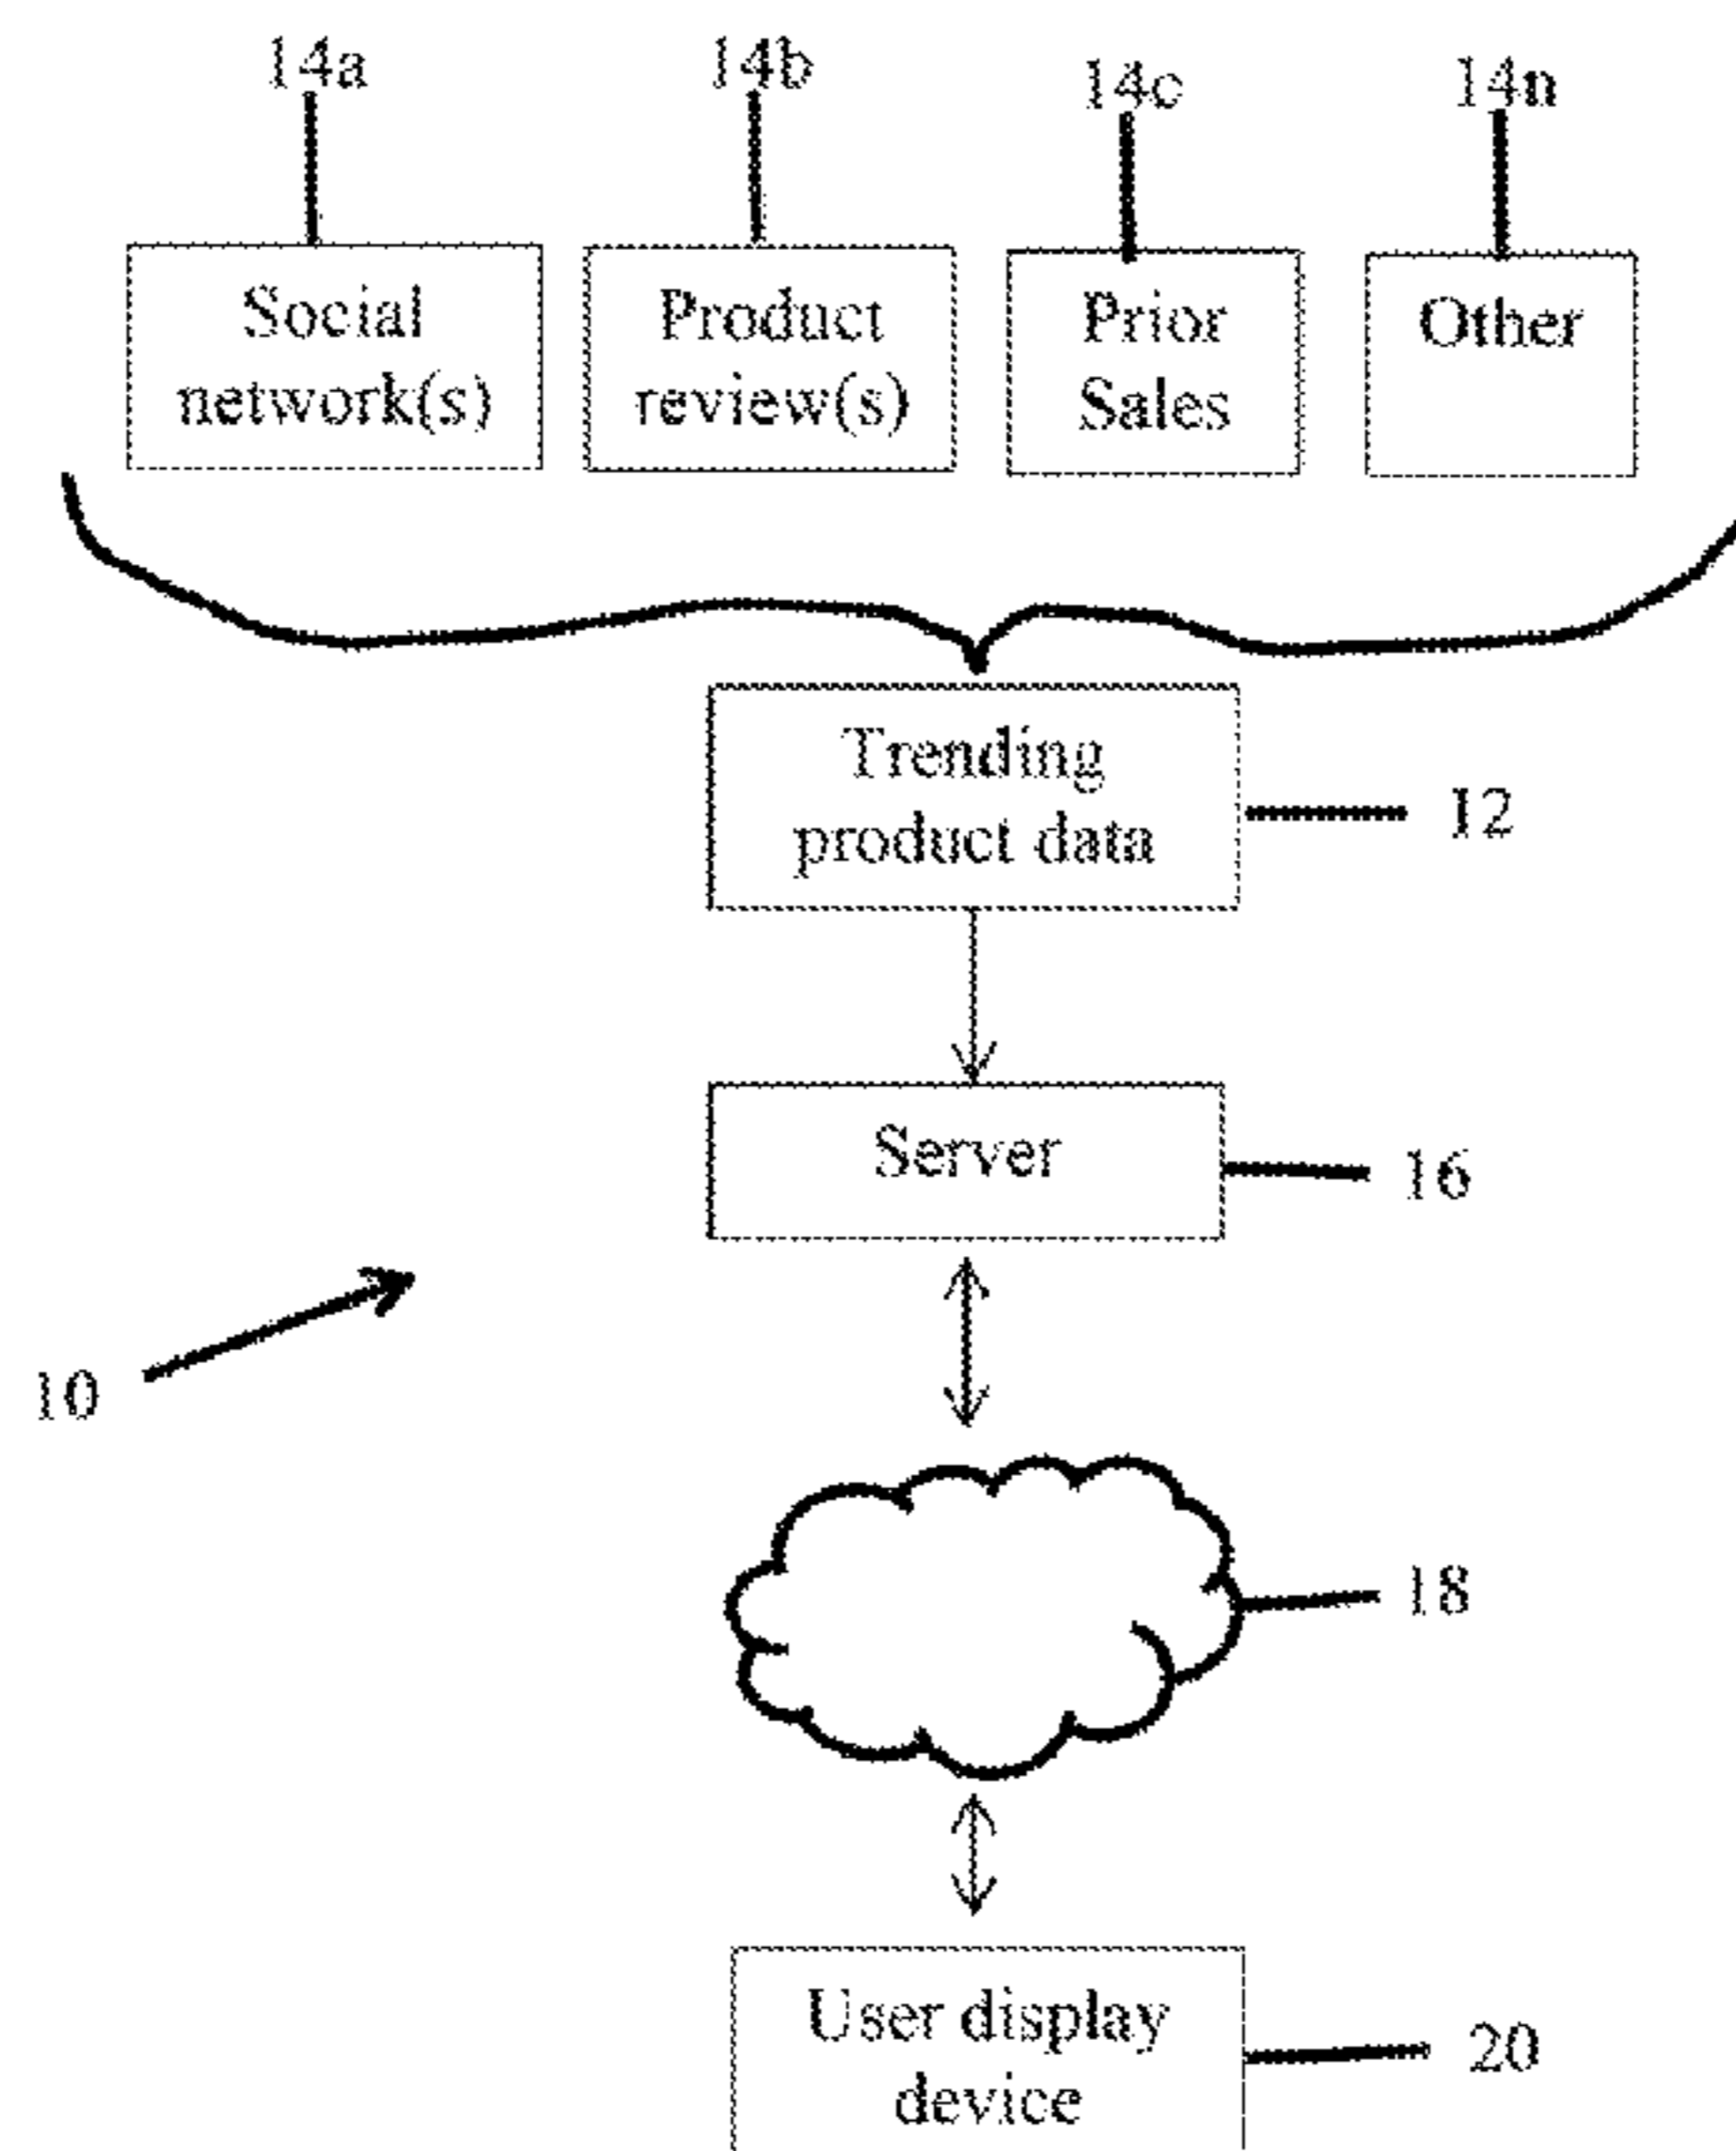 14a 14b 14c 14n
Social
network(s)
Product
review(s)
Prior
Sales
Other
Trending
product data
12
Server
16
10
18
User display
device
20